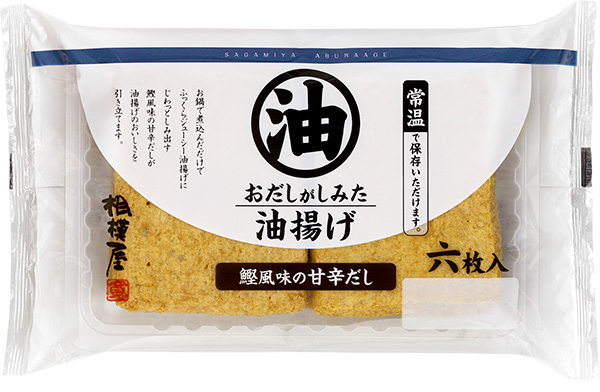 SAGAMIYA ABURAAGE
油
おだしがしみた
油揚げ
鰹風味の甘辛だし
常温で保存いただけます。
お鍋で煮込んだだけで
ふっくらジューシー油揚げに
じわっとしみ出す
鰹風味の甘辛だしが
油揚げのおいしさを
引き立てます。
相模屋
六枚入